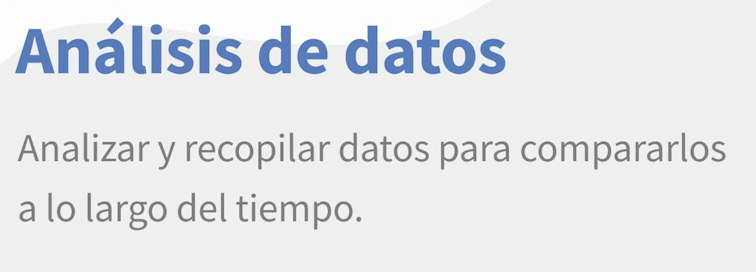 Análisis de datos
Analizar y recopilar datos para compararlos
a lo largo del tiempo.